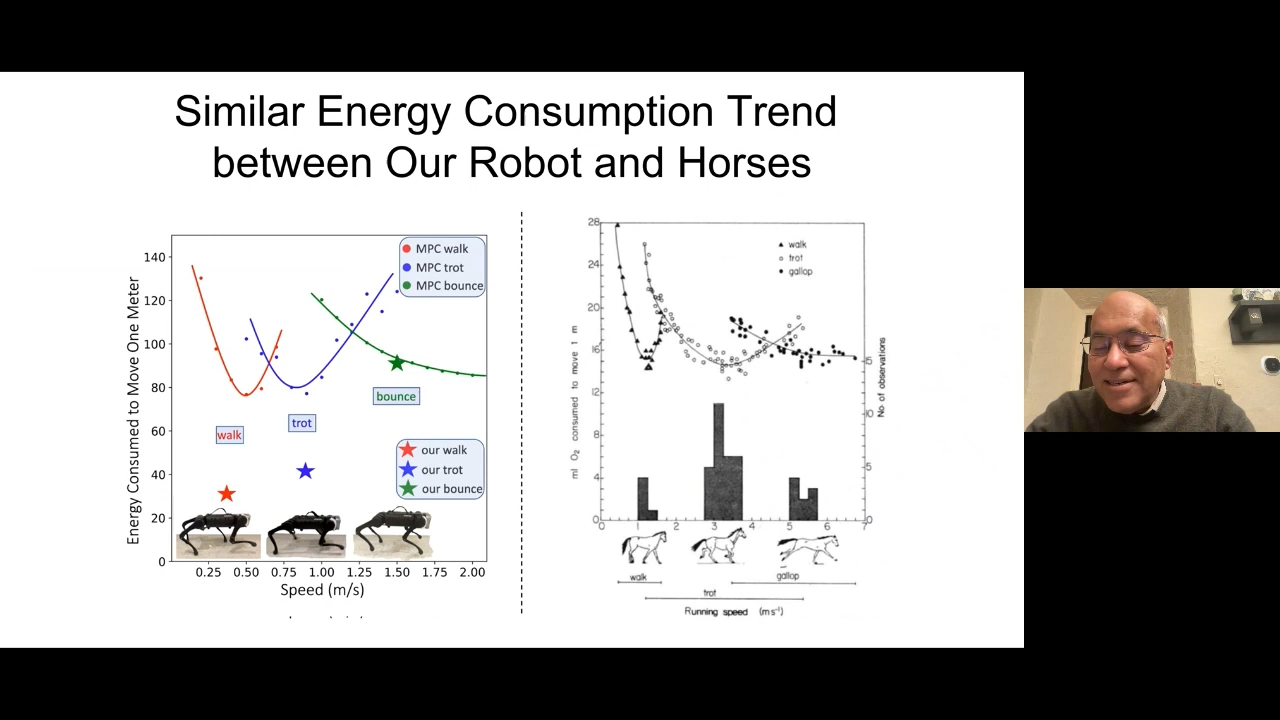 Similar Energy Consumption Trend
between Our Robot and Horses
Energy Consumed to Move One Meter
140
120
100
80
60
40
20
0
MPC walk
MPC trot
MPC bounce
bounce
trot
walk
our walk
our trot
our bounce
0.25 0.50 0.75 1.00 1.25 1.50 1.75 2.00
Speed (m/s)
ml O2 consumed to move 1 m
28
24
20
16
12
8
4
0
walk
trot
gallop
No of observations
15
10
5
0
0 1 2 3 4 5 6 7
walk
gallop
trot
Running speed (m s⁻¹)